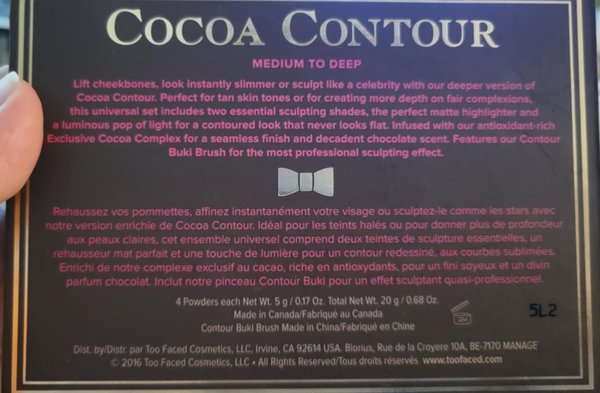 COCOA CONTOUR
MEDIUM TO DEEP
Lift cheekbones, look instantly slimmer or sculpt like a celebrity with our deeper version of
Cocoa Contour. Perfect for tan skin tones or for creating more depth on fair complexions,
this universal set includes two essential sculpting shades, the perfect matte highlighter and
a luminous pop of light for a contoured look that never looks flat. Infused with our antioxidant-rich
Exclusive Cocoa Complex for a seamless finish and decadent chocolate scent. Features our Contour
Buki Brush for the most professional sculpting effect.
Rehaussez vos pommettes, affinez instantanément votre visage ou sculptez-le comme les stars avec
notre version enrichie de Cocoa Contour. Idéal pour les teints halés ou pour donner plus de profondeur
aux peaux claires, cet ensemble universel comprend deux teintes de sculpture essentielles, un
rehausseur mat parfait et une touche de lumière pour un contour redessiné, aux courbes sublimées.
Enrichi de notre complexe exclusif au cacao, riche en antioxydants, pour un fini soyeux et un divin
parfum chocolat. Inclut notre pinceau Contour Buki pour un effet sculptant quasi-professionnel.
4 Powders each Net Wt. 5 g / 0.17 Oz. Total Net Wt. 20 g / 0.68 Oz.
Made in Canada/Fabriqué au Canada
Contour Buki Brush Made in China/Fabriqué en Chine
12M
5L2
Dist. by/Distr. par Too Faced Cosmetics, LLC, Irvine, CA 92614 USA. Blorius, Rue de la Croyere 10A, BE-7170 MANAGE
© 2016 Too Faced Cosmetics, LLC • All Rights Reserved/Tous droits réservés www.toofaced.com